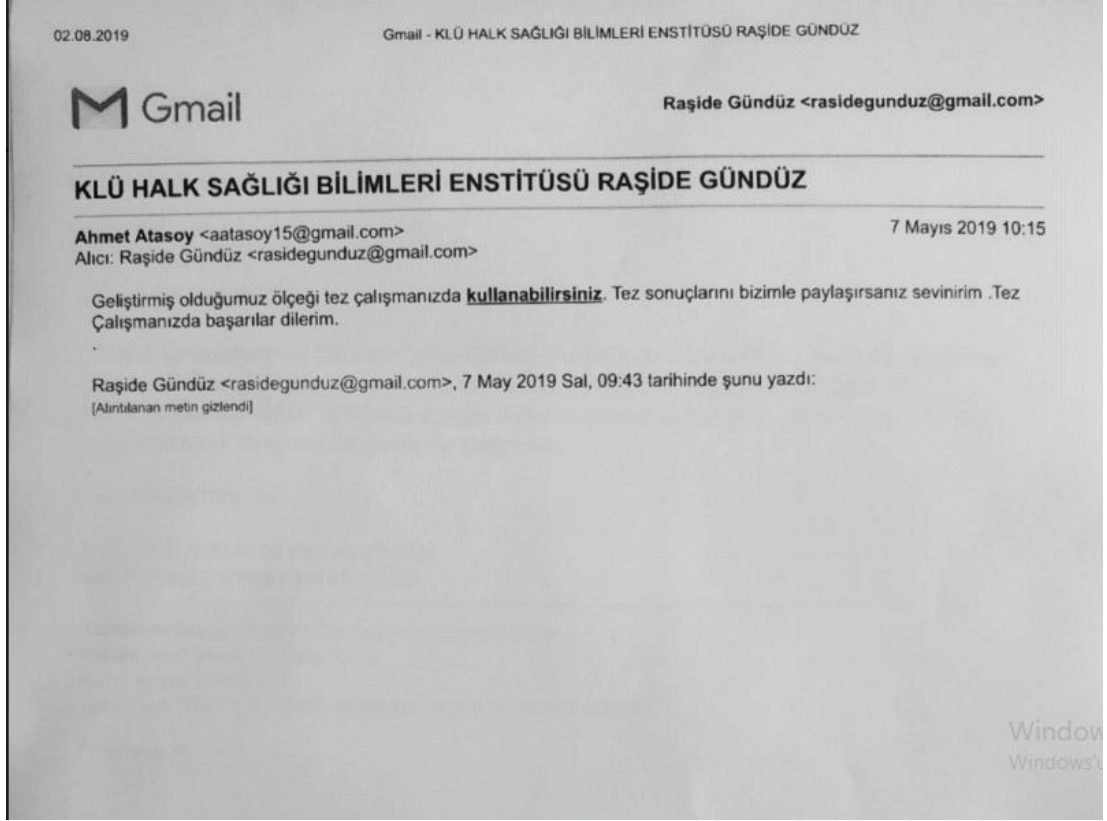 02.08.2019 Gmail - KLÜ HALK SAĞLIĞI BİLİMLERİ ENSTİTÜSÜ RAŞİDE GÜNDÜZ
Gmail
Raşide Gündüz <rasidegunduz@gmail.com>
KLÜ HALK SAĞLIĞI BİLİMLERİ ENSTİTÜSÜ RAŞİDE GÜNDÜZ
Ahmet Atasoy <aatasoy15@gmail.com> 7 Mayıs 2019 10:15
Alıcı: Raşide Gündüz <rasidegunduz@gmail.com>
Geliştirmiş olduğumuz ölçeği tez çalışmanızda kullanabilirsiniz. Tez sonuçlarını bizimle paylaşırsanız sevinirim .Tez
Çalışmanızda başarılar dilerim.
.
Raşide Gündüz <rasidegunduz@gmail.com>, 7 May 2019 Sal, 09:43 tarihinde şunu yazdı:
[Alıntılanan metin gizlendi]
Window
Windows'u